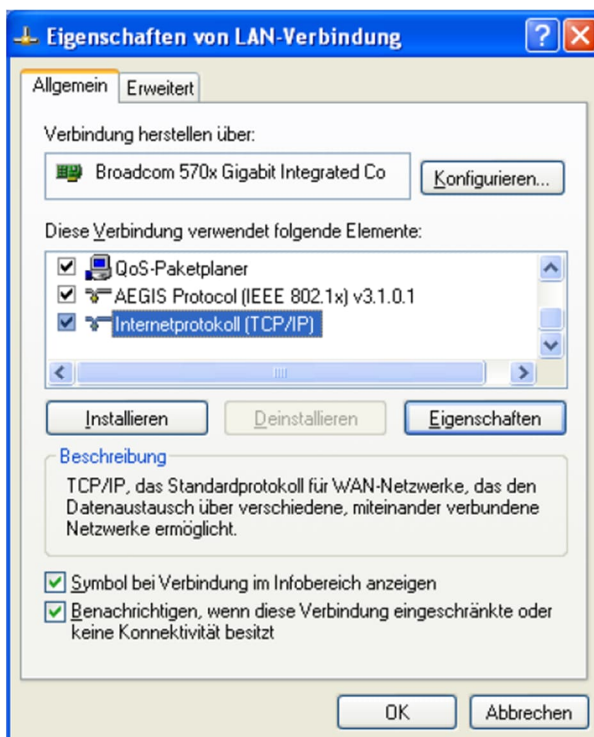 Eigenschaften von LAN-Verbindung
Allgemein
Erweitert
Verbindung herstellen über:
Broadcom 570x Gigabit Integrated Co
Konfigurieren...
Diese Verbindung verwendet folgende Elemente:
QoS-Paketplaner
AEGIS Protocol (IEEE 802.1x) v3.1.0.1
Internetprotokoll (TCP/IP)
Installieren
Deinstallieren
Eigenschaften
Beschreibung
TCP/IP, das Standardprotokoll für WAN-Netzwerke, das den
Datenaustausch über verschiedene, miteinander verbundene
Netzwerke ermöglicht.
Symbol bei Verbindung im Infobereich anzeigen
Benachrichtigen, wenn diese Verbindung eingeschränkte oder
keine Konnektivität besitzt
OK
Abbrechen